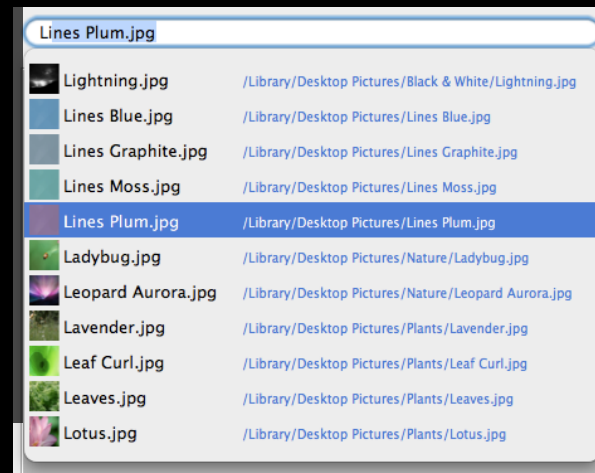 Lines Plum.jpg
Lightning.jpg /Library/Desktop Pictures/Black & White/Lightning.jpg
Lines Blue.jpg /Library/Desktop Pictures/Lines Blue.jpg
Lines Graphite.jpg /Library/Desktop Pictures/Lines Graphite.jpg
Lines Moss.jpg /Library/Desktop Pictures/Lines Moss.jpg
Lines Plum.jpg /Library/Desktop Pictures/Lines Plum.jpg
Ladybug.jpg /Library/Desktop Pictures/Nature/Ladybug.jpg
Leopard Aurora.jpg /Library/Desktop Pictures/Nature/Leopard Aurora.jpg
Lavender.jpg /Library/Desktop Pictures/Plants/Lavender.jpg
Leaf Curl.jpg /Library/Desktop Pictures/Plants/Leaf Curl.jpg
Leaves.jpg /Library/Desktop Pictures/Plants/Leaves.jpg
Lotus.jpg /Library/Desktop Pictures/Plants/Lotus.jpg